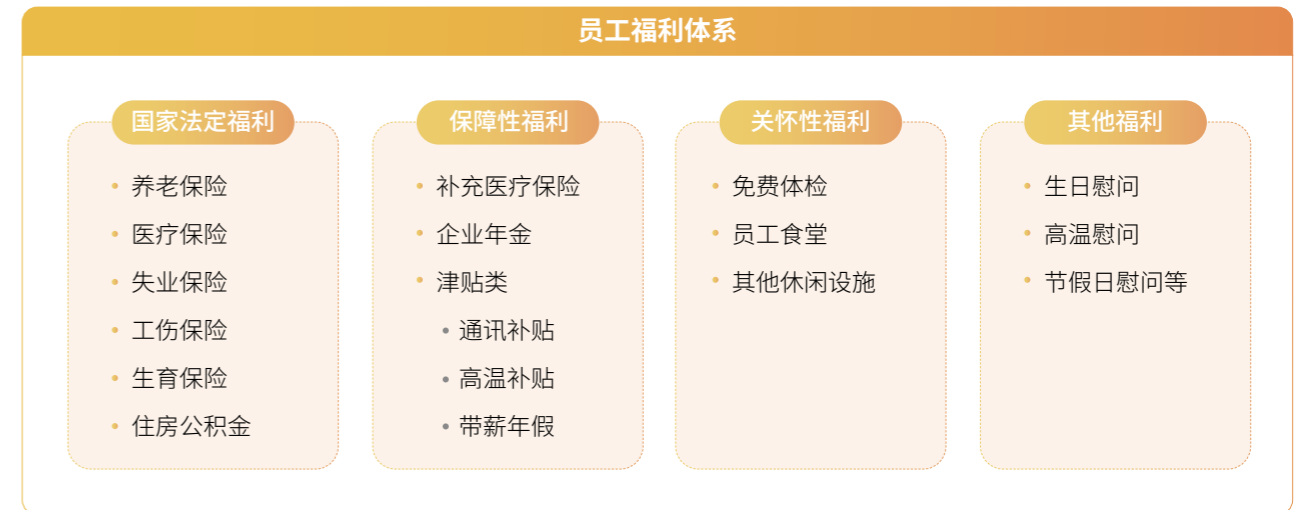 员工福利体系
国家法定福利
养老保险
医疗保险
失业保险
工伤保险
生育保险
住房公积金
保障性福利
补充医疗保险
企业年金
津贴类
通讯补贴
高温补贴
带薪年假
关怀性福利
免费体检
员工食堂
其他休闲设施
其他福利
生日慰问
高温慰问
节假日慰问等